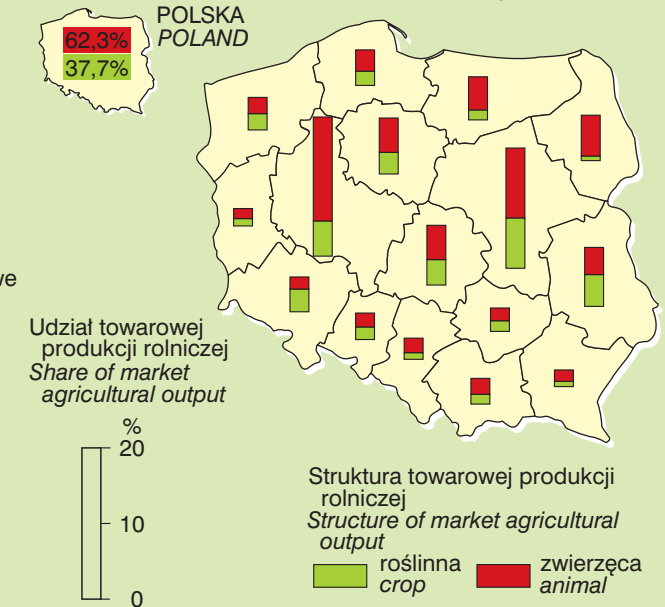 POLSKA
POLAND
62,3%
37,7%
we
Udział towarowej
produkcji rolniczej
Share of market
agricultural output
%
20
10
0
Struktura towarowej produkcji
rolniczej
Structure of market agricultural
output
roślinna
crop
zwierzęca
animal